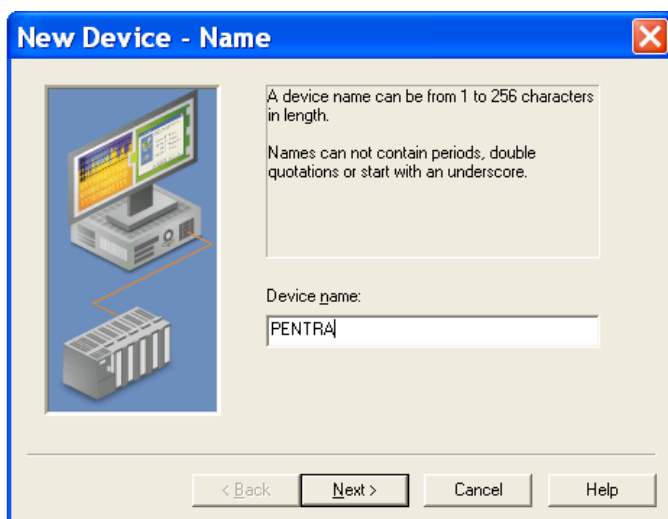 New Device - Name
A device name can be from 1 to 256 characters
in length.
Names can not contain periods, double
quotations or start with an underscore.
Device name:
PENTRA
< Back
Next >
Cancel
Help